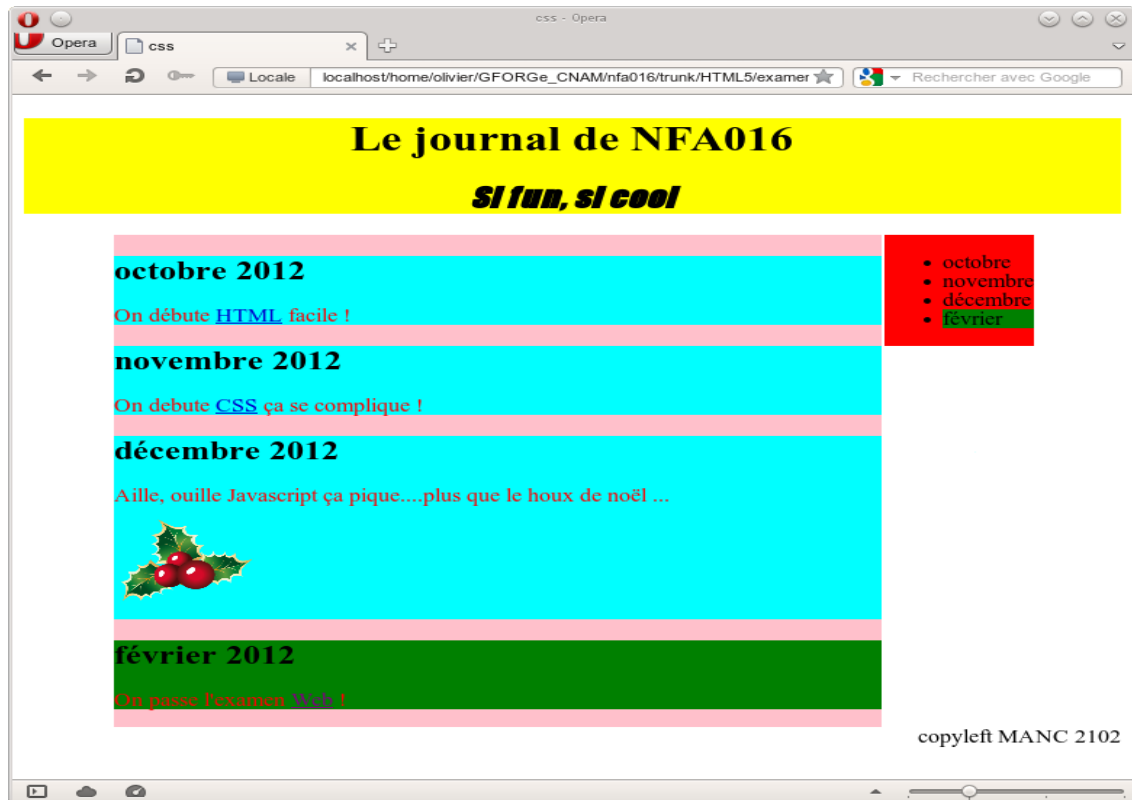 css - Opera
Opera
css
Locale
localhost/home/olivier/GFORGe_CNAM/nfa016/trunk/HTML5/examer
Rechercher avec Google
Le journal de NFA016
Si fun, si cool
octobre 2012
On débute HTML facile !
novembre 2012
On debute CSS ça se complique !
décembre 2012
Aille, ouille Javascript ça pique....plus que le houx de noël ...
février 2012
On passe l'examen Web !
octobre
novembre
décembre
février
copyleft MANC 2102